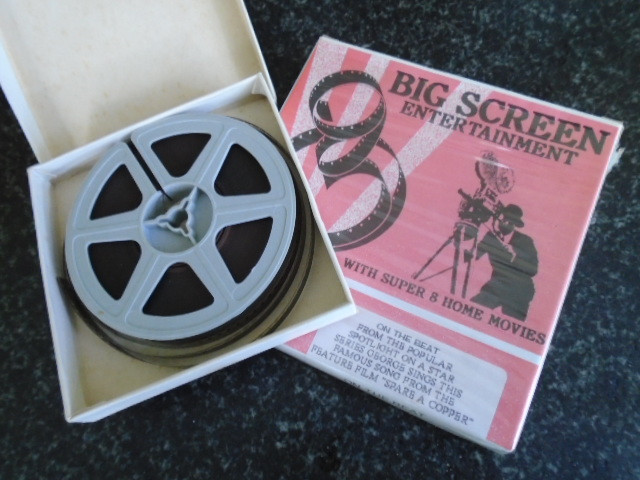 BIG SCREEN
ENTERTAINMENT
WITH SUPER 8 HOME MOVIES
ON THE BEAT
FROM THE POPULAR
SPOTLIGHT ON A STAR
SERIES GEORGE SINGS THIS
FAMOUS SONG FROM THE
FEATURE FILM "SPARE A COPPER"